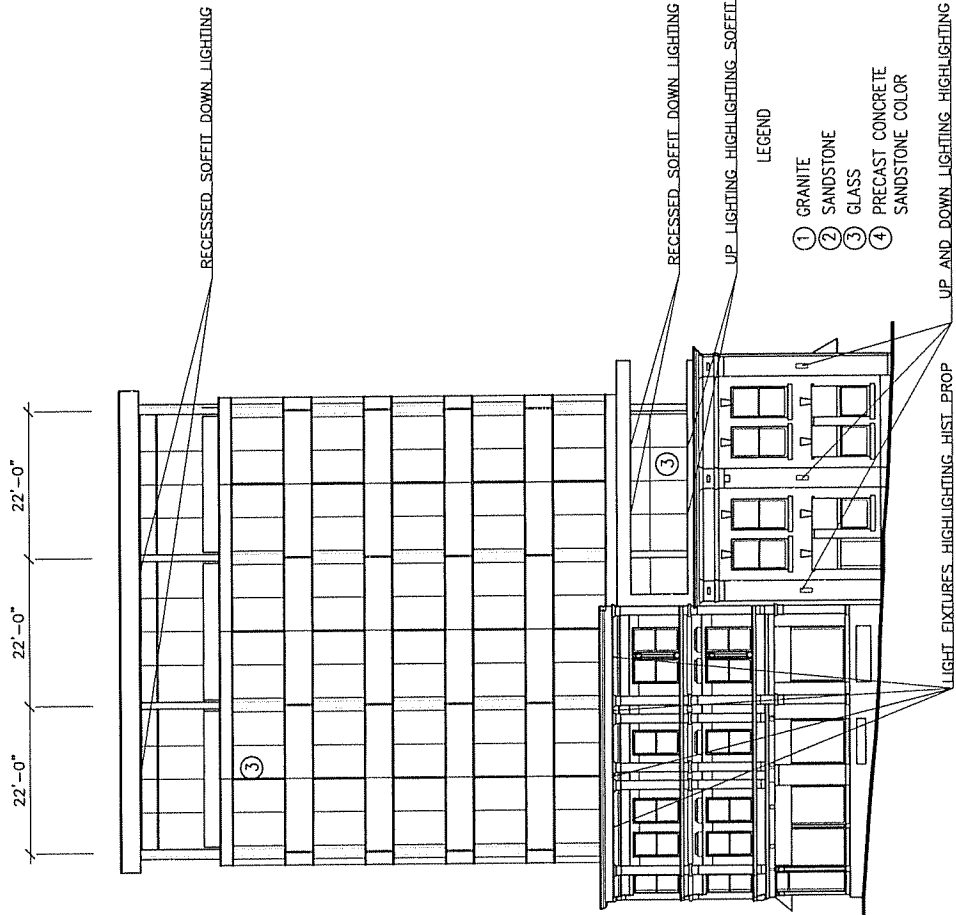 22'-0"
22'-0"
22'-0"
RECESSED SOFFIT DOWN LIGHTING
3
3
RECESSED SOFFIT DOWN LIGHTING
UP LIGHTING HIGHLIGHTING SOFFIT
LEGEND
1 GRANITE
2 SANDSTONE
3 GLASS
4 PRECAST CONCRETE
SANDSTONE COLOR
LIGHT FIXTURES HIGHLIGHTING HIST PROP
UP AND DOWN LIGHTING HIGHLIGHTING